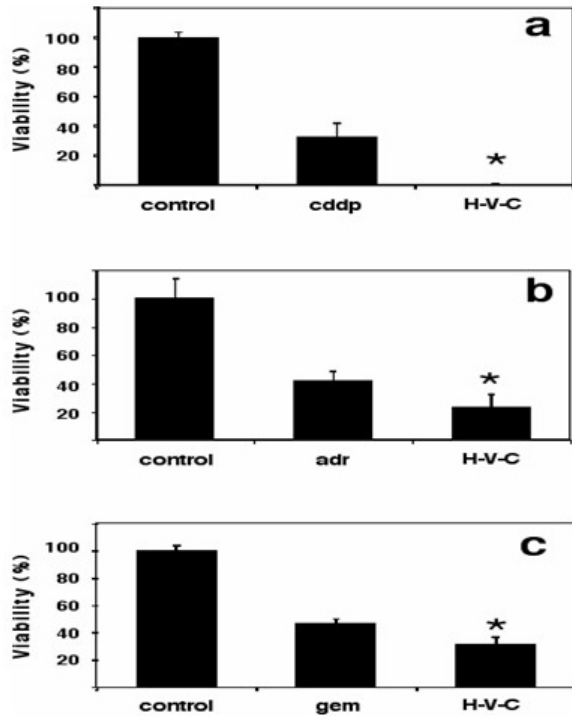 a
Viability (%)
100
80
60
40
20
*
control cddp H-V-C
b
Viability (%)
100
80
60
40
20
*
control adr H-V-C
c
Viability (%)
100
80
60
40
20
*
control gem H-V-C